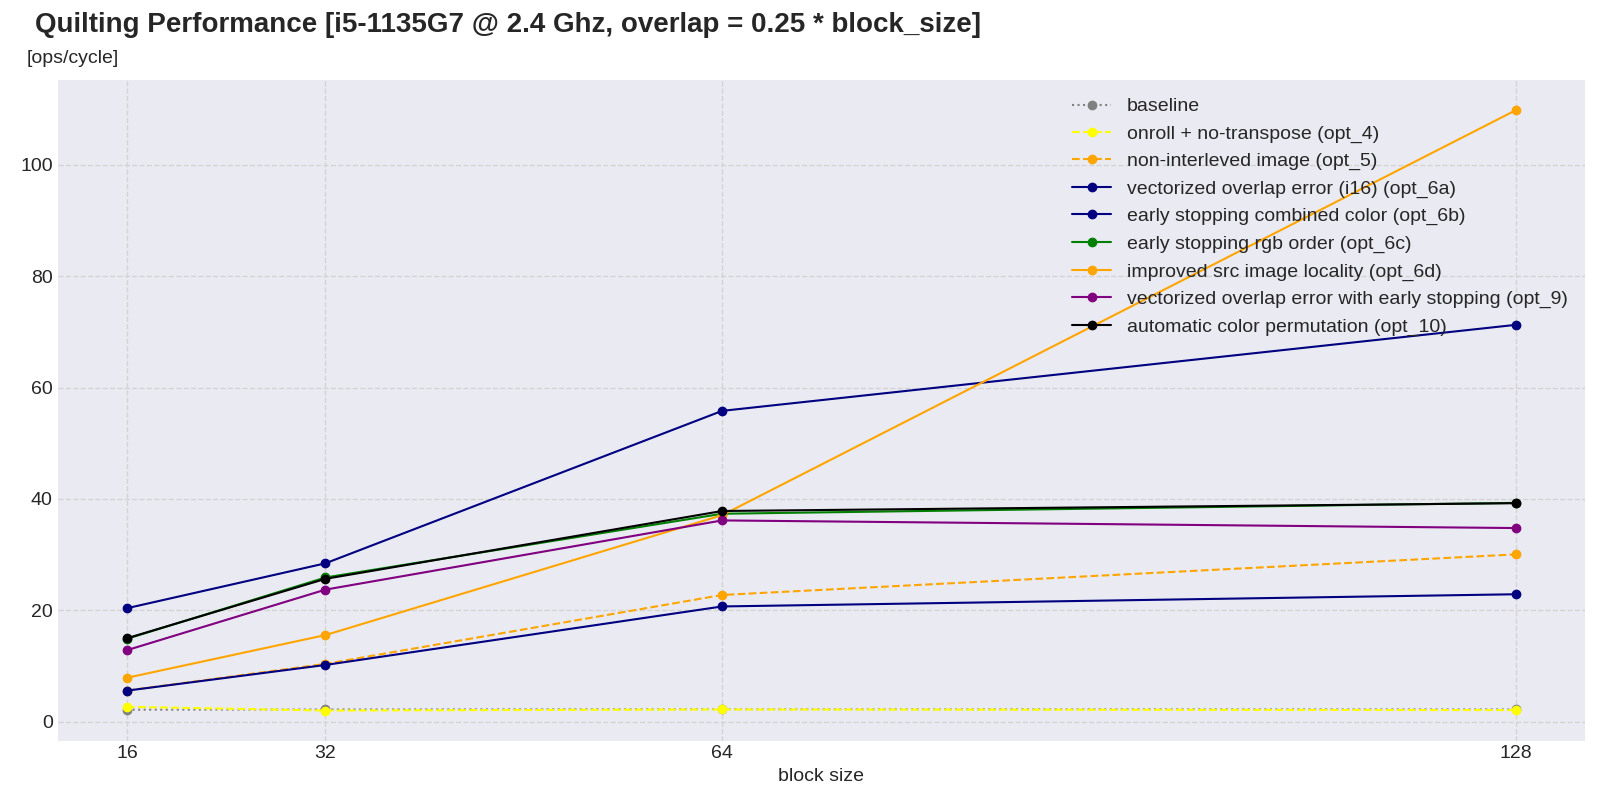 Quilting Performance [i5-1135G7 @ 2.4 Ghz, overlap = 0.25 * block_size]
[ops/cycle]
baseline
onroll + no-transpose (opt_4)
non-interleved image (opt_5)
vectorized overlap error (i16) (opt_6a)
early stopping combined color (opt_6b)
early stopping rgb order (opt_6c)
improved src image locality (opt_6d)
vectorized overlap error with early stopping (opt_9)
automatic color permutation (opt_10)
100
80
60
40
20
0
16 32 64 128
block size